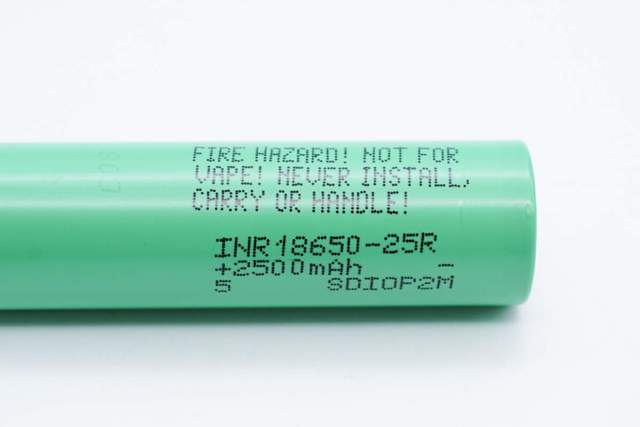 FIRE HAZARD! NOT FOR
VAPE! NEVER INSTALL,
CARRY OR HANDLE!
INR18650-25R
+2500mAh –
5 SDIOP2M